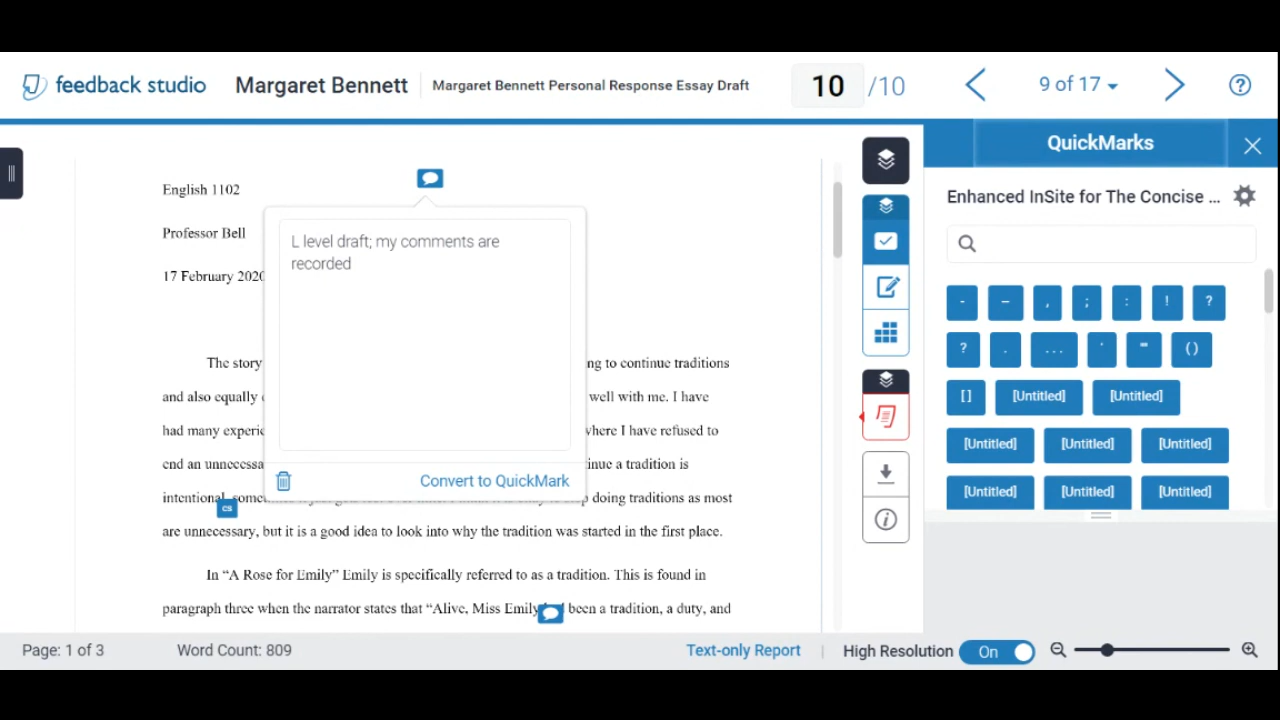 feedback studio
Margaret Bennett
Margaret Bennett Personal Response Essay Draft
10 /10
9 of 17
?
QuickMarks
Enhanced InSite for The Concise ...
English 1102
Professor Bell
17 February 2020
L level draft; my comments are
recorded
Convert to QuickMark
The story
ng to continue traditions
and also equally
well with me. I have
had many experie
where I have refused to
end an unnecessa
inue a tradition is
intentional, some
doing traditions as most
cs
are unnecessary, but it is a good idea to look into why the tradition was started in the first place.
In “A Rose for Emily” Emily is specifically referred to as a tradition. This is found in
paragraph three when the narrator states that “Alive, Miss Emily been a tradition, a duty, and
- – , ; : ! ?
? . ... ' "" ()
[] [Untitled] [Untitled]
[Untitled] [Untitled] [Untitled]
[Untitled] [Untitled] [Untitled]
Page: 1 of 3
Word Count: 809
Text-only Report
High Resolution
On